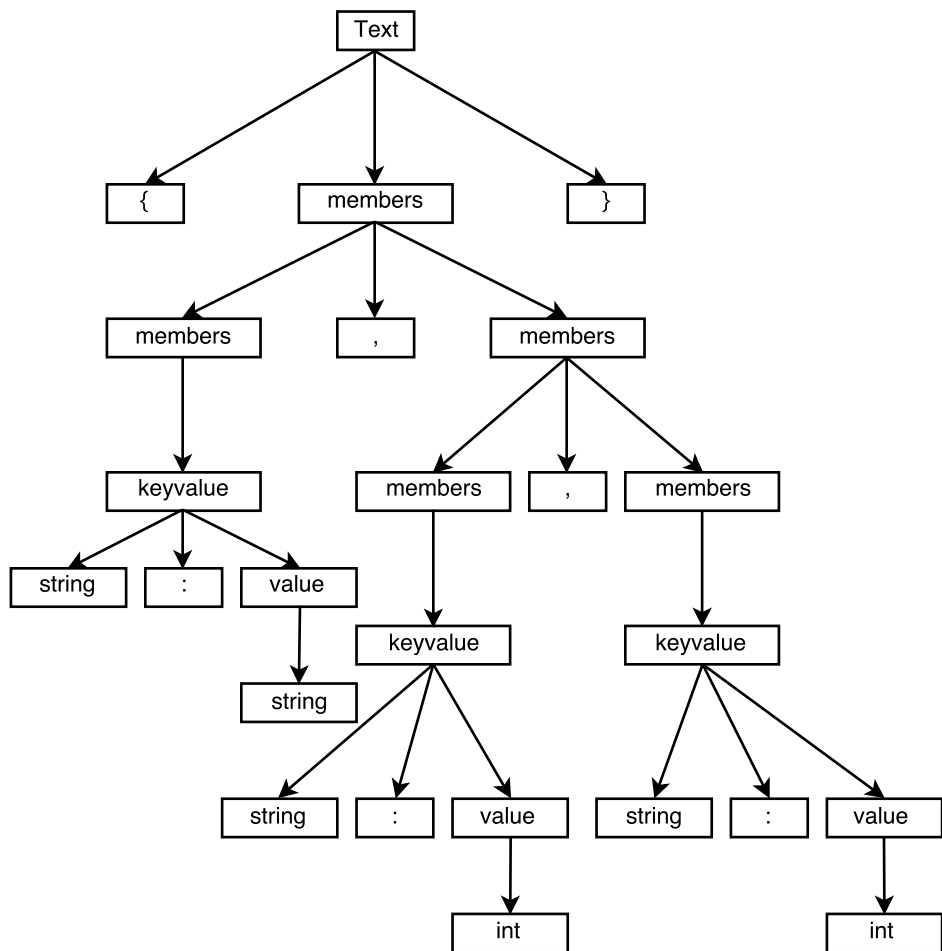 Text
{
members
}
members
,
members
keyvalue
members
,
members
string
:
value
keyvalue
keyvalue
string
string
:
value
string
:
value
int
int